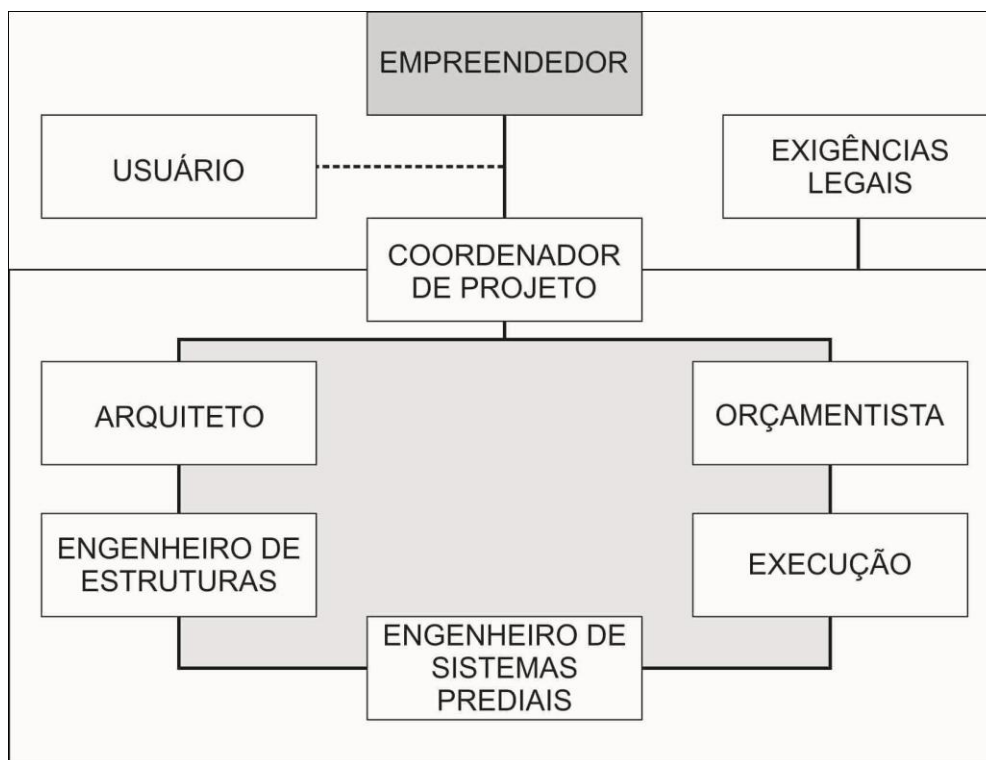 EMPREENDEDOR
USUÁRIO
EXIGÊNCIAS
LEGAIS
COORDENADOR
DE PROJETO
ARQUITETO
ORÇAMENTISTA
ENGENHEIRO DE
ESTRUTURAS
EXECUÇÃO
ENGENHEIRO DE
SISTEMAS
PREDIAIS